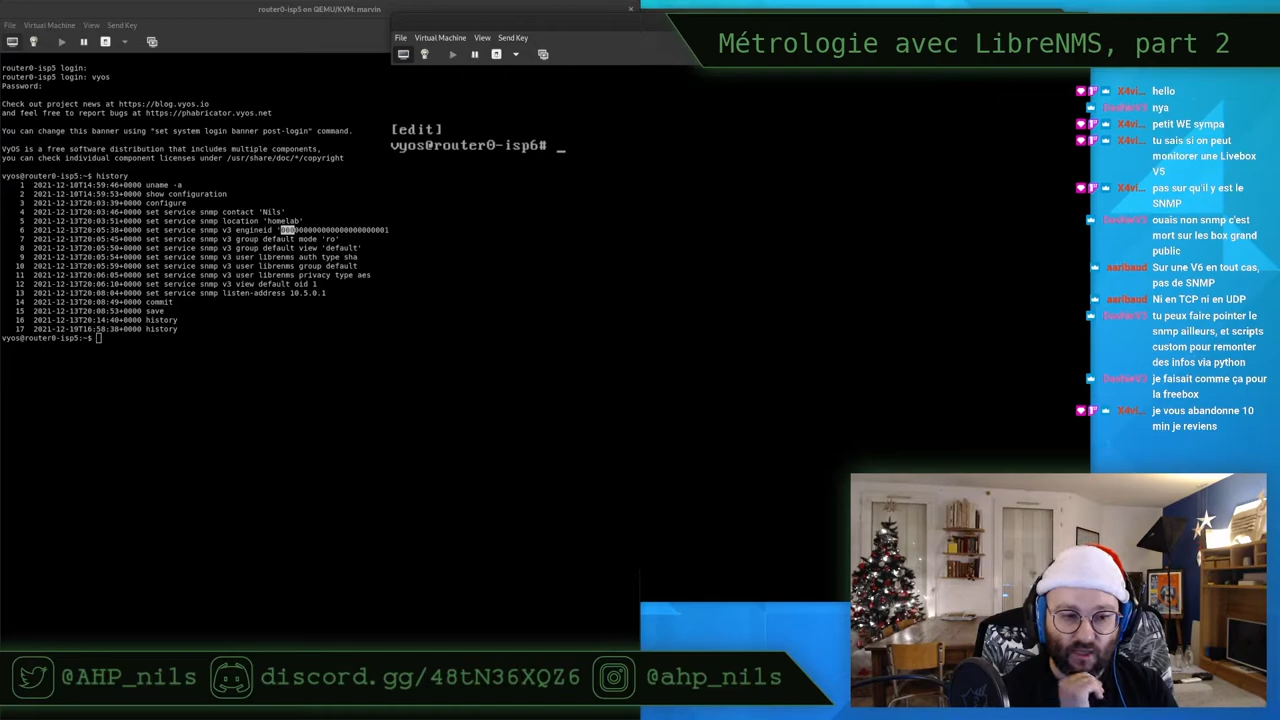 router0-isp5 on QEMU/KVM: marvin
File Virtual Machine View Send Key
router0-isp5 login:
router0-isp5 login: vyos
Password:
Check out project news at https://blog.vyos.io
and feel free to report bugs at https://phabricator.vyos.net
You can change this banner using "set system login banner post-login" command.
VyOS is a free software distribution that includes multiple components,
you can check individual component licenses under /usr/share/doc/*/copyright
vyos@router0-isp5:~$ history
1 2021-12-10T14:59:46+0000 uname -a
2 2021-12-10T14:59:53+0000 show configuration
3 2021-12-13T20:03:39+0000 configure
4 2021-12-13T20:03:46+0000 set service snmp contact 'Nils'
5 2021-12-13T20:05:03+0000 set service snmp location 'homelab'
6 2021-12-13T20:05:38+0000 set service snmp v3 engineid '000000000000000000000001
7 2021-12-13T20:05:45+0000 set service snmp v3 group default mode 'ro'
8 2021-12-13T20:05:50+0000 set service snmp v3 group default view 'default'
9 2021-12-13T20:05:54+0000 set service snmp v3 user librenms auth type sha
10 2021-12-13T20:05:59+0000 set service snmp v3 user librenms group default
11 2021-12-13T20:06:05+0000 set service snmp v3 user librenms privacy type aes
12 2021-12-13T20:06:10+0000 set service snmp v3 view default oid 1
13 2021-12-13T20:08:04+0000 set service snmp listen-address 10.5.0.1
14 2021-12-13T20:08:49+0000 commit
15 2021-12-13T20:08:53+0000 save
16 2021-12-13T20:14:40+0000 history
17 2021-12-19T16:58:38+0000 history
vyos@router0-isp5:~$
File Virtual Machine View Send Key
[edit]
vyos@router0-isp6# _
Métrologie avec LibreNMS, part 2
X4vi... hello
nya
X4vi... petit WE sympa
X4vi... tu sais si on peut
monitorer une Livebox
V5
X4vi... pas sur qu'il y est le
SNMP
ouais non snmp c'est
mort sur les box grand
public
aaribaud Sur une V6 en tout cas,
pas de SNMP
aaribaud Ni en TCP ni en UDP
tu peux faire pointer le
snmp ailleurs, et scripts
custom pour remonter
des infos via python
je faisait comme ça pour
la freebox
X4vi... je vous abandonne 10
min je reviens
@AHP_nils discord.gg/48tN36XQZ6 @ahp_nils